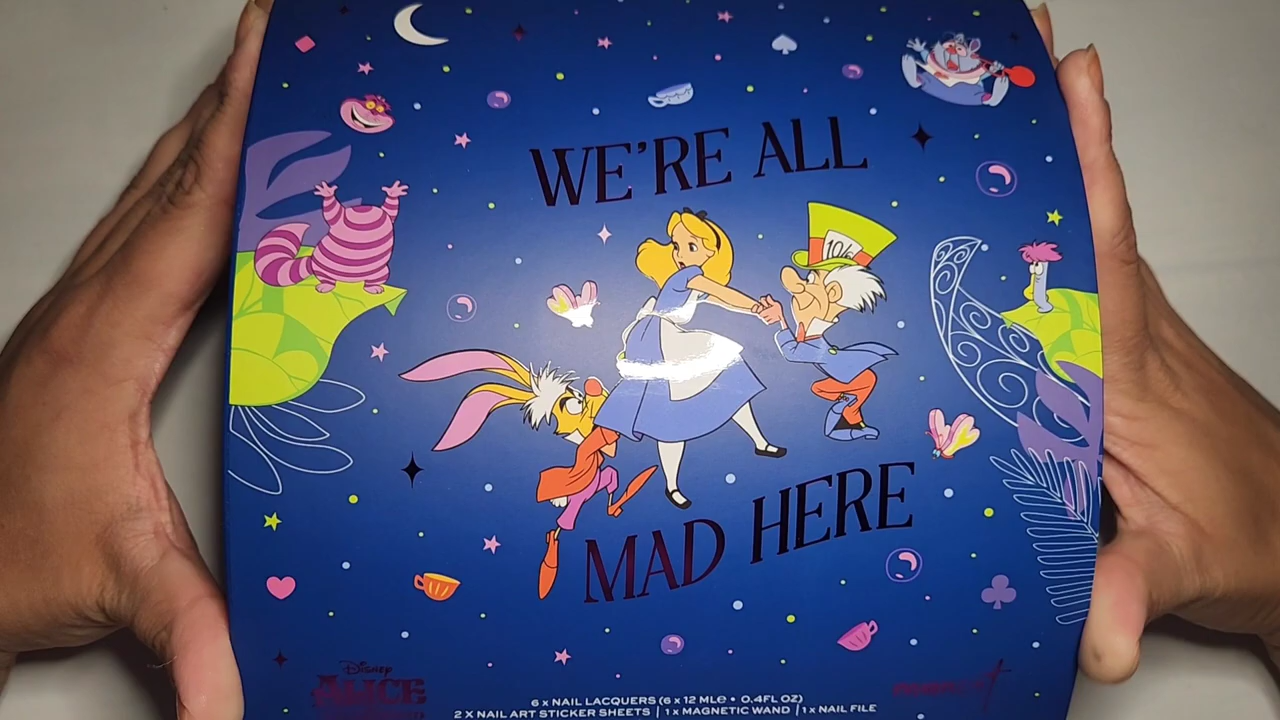 WE'RE ALL
10/6
MAD HERE
Disney
ALICE
6 x NAIL LACQUERS (6 x 12 MLe • 0.4FL OZ)
2 X NAIL ART STICKER SHEETS | 1 x MAGNETIC WAND | 1 x NAIL FILE